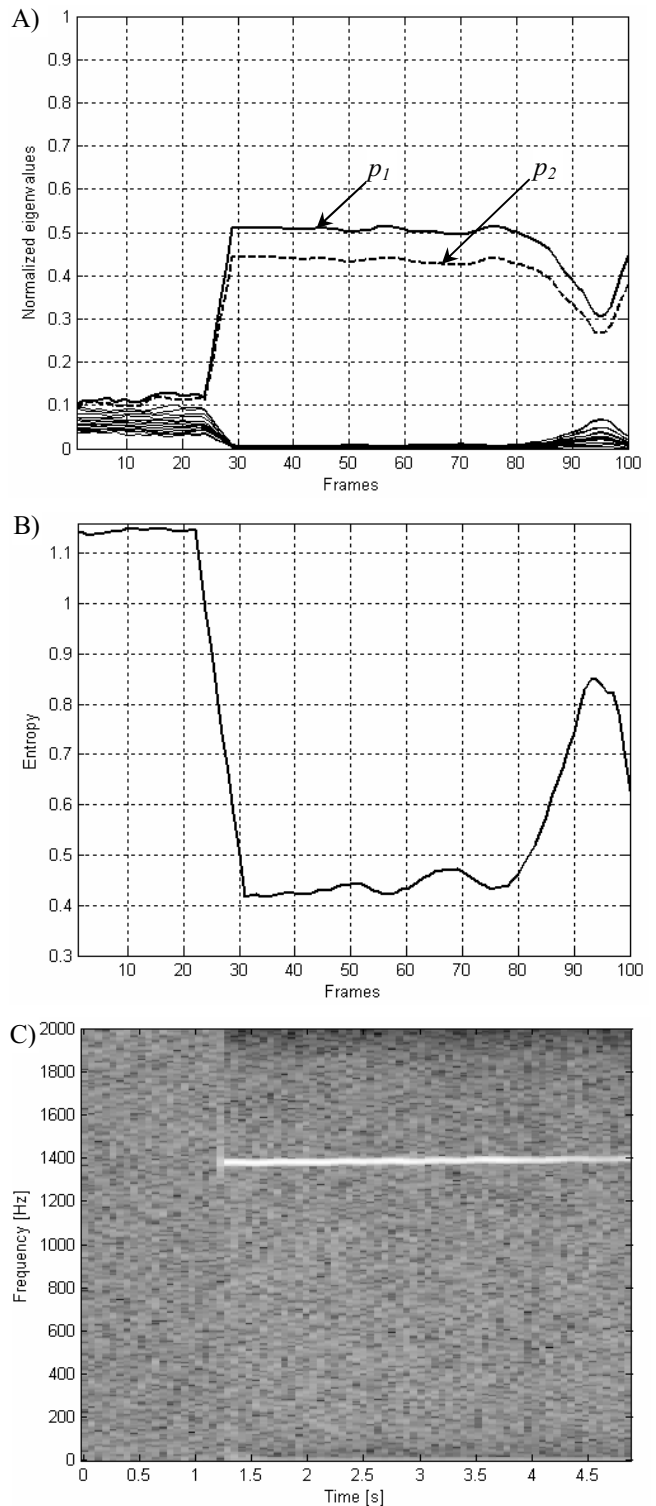 A)
1
0.9
0.8
0.7
0.6
0.5
0.4
0.3
0.2
0.1
0
Normalized eigenvalues
p1
p2
10 20 30 40 50 60 70 80 90 100
Frames
B)
1.1
1
0.9
0.8
0.7
0.6
0.5
0.4
0.3
Entropy
10 20 30 40 50 60 70 80 90 100
Frames
C)
2000
1800
1600
1400
1200
1000
800
600
400
200
0
Frequency [Hz]
0 0.5 1 1.5 2 2.5 3 3.5 4 4.5
Time [s]